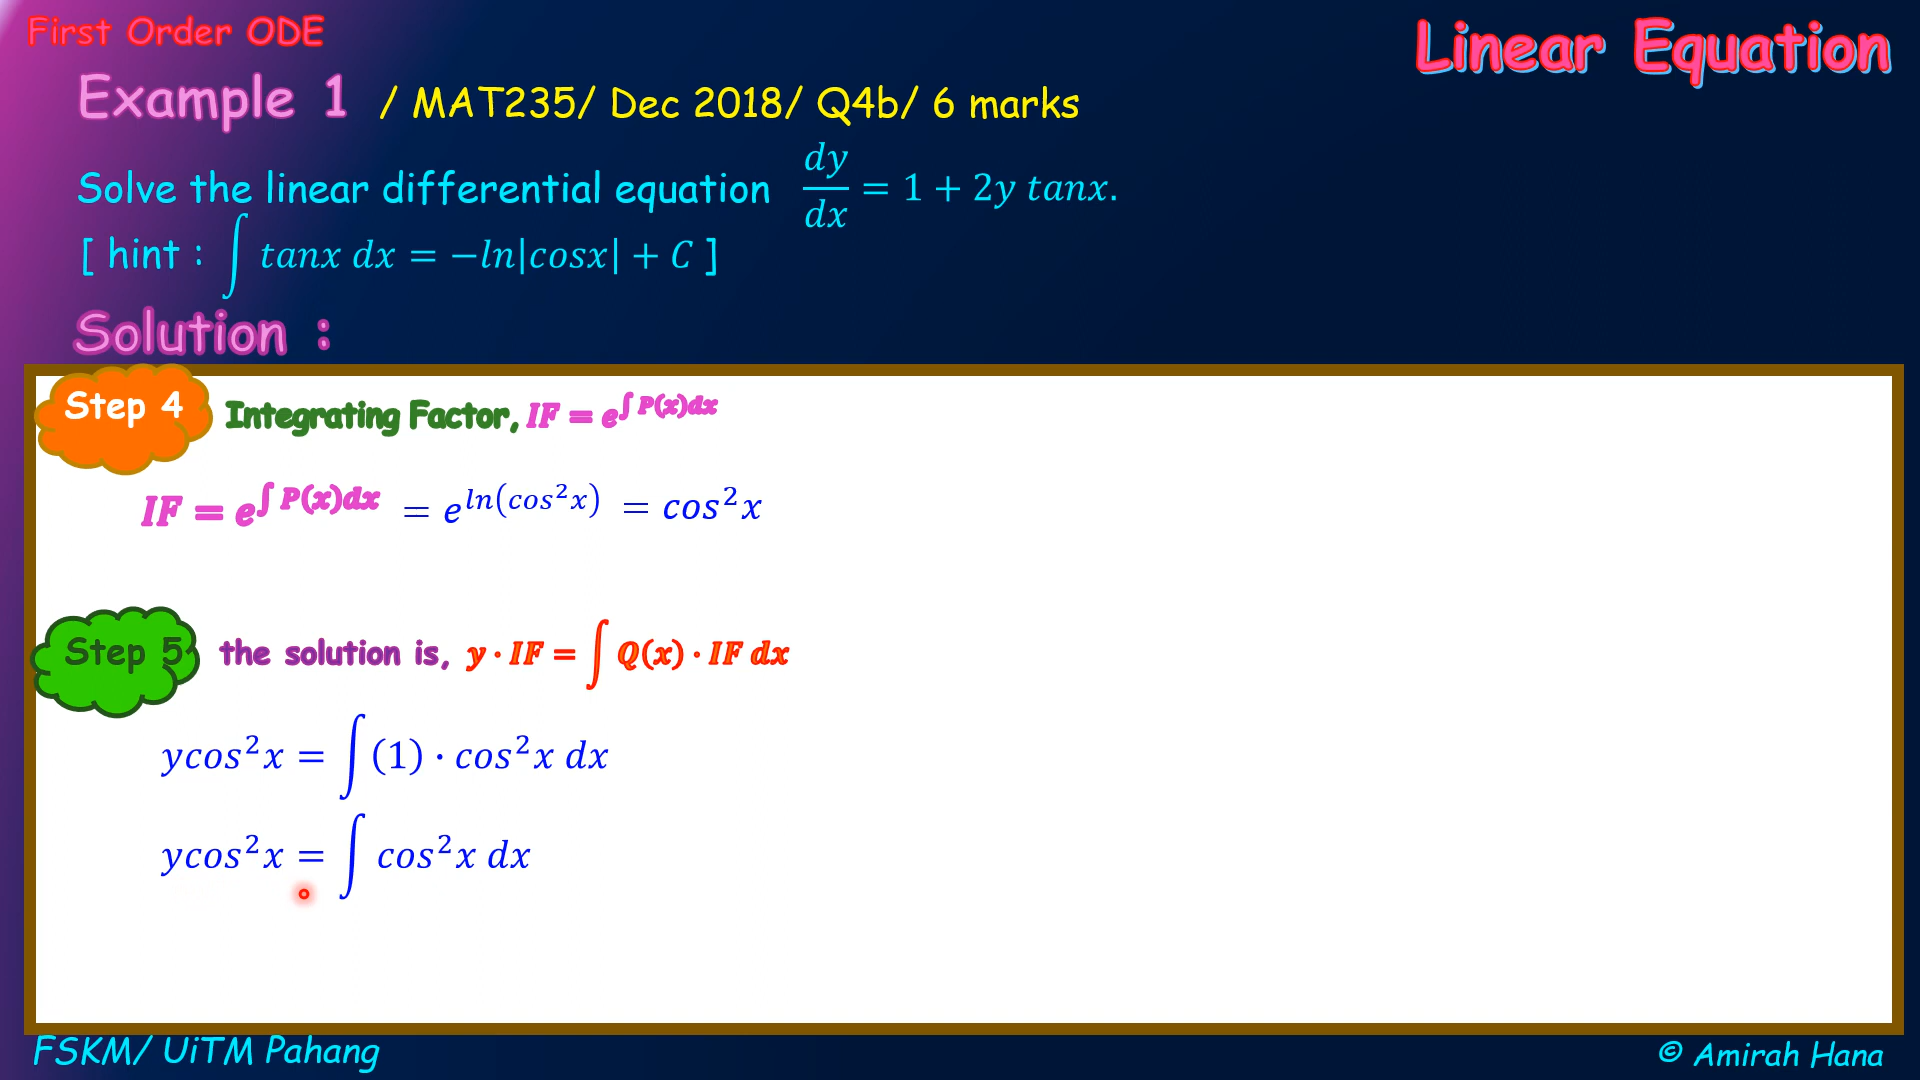 First Order ODE
Linear Equation
Example 1 / MAT235/ Dec 2018/ Q4b/ 6 marks
Solve the linear differential equation dy/dx = 1 + 2y tanx.
[ hint : ∫ tanx dx = −ln|cosx| + C ]
Solution :
Step 4 Integrating Factor, IF = e^∫ P(x)dx
IF = e^∫ P(x)dx = e^ln(cos²x) = cos²x
Step 5 the solution is, y · IF = ∫ Q(x) · IF dx
ycos²x = ∫ (1) · cos²x dx
ycos²x = ∫ cos²x dx
FSKM/ UiTM Pahang
© Amirah Hana